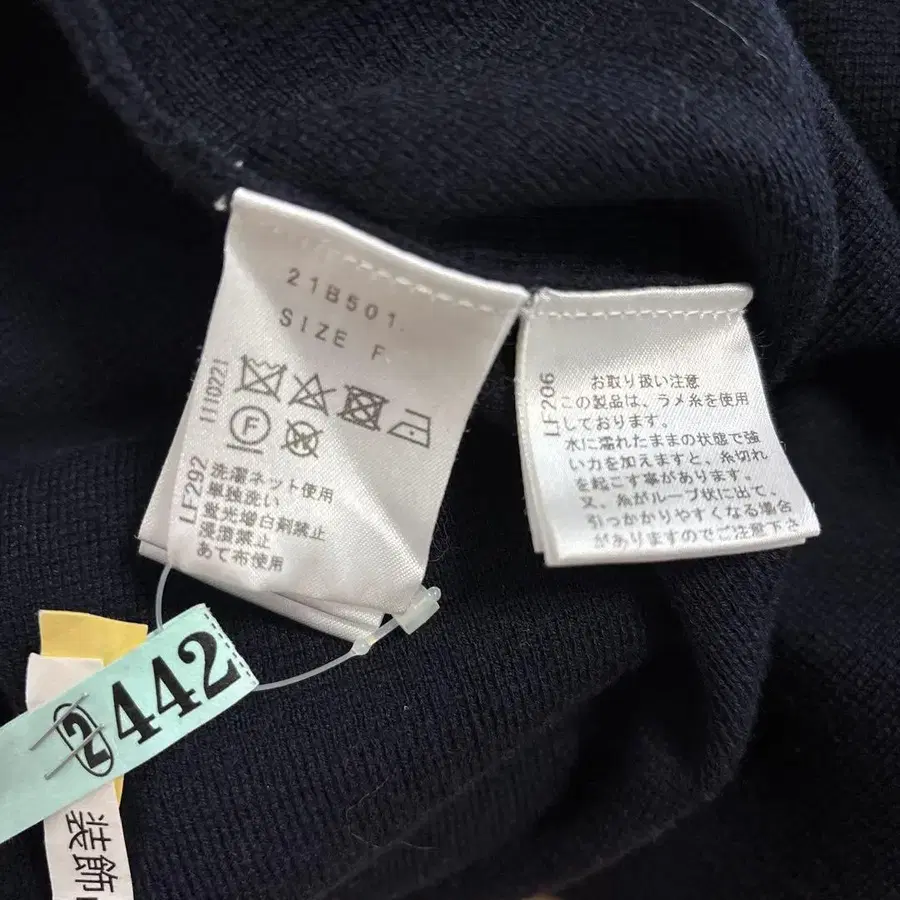 21B501
SIZE F
1110221
F
LF292
洗濯ネット使用
単独洗い
蛍光増白剤禁止
浸漬禁止
あて布使用
LF206
お取り扱い注意
この製品は、ラメ糸を使用
しております。
水に濡れたままの状態で強
い力を加えますと、糸切れ
を起こす事があります。
又、糸がループ状に出て、
引っかかりやすくなる場合
がありますのでご注意下さ
2 442
装飾